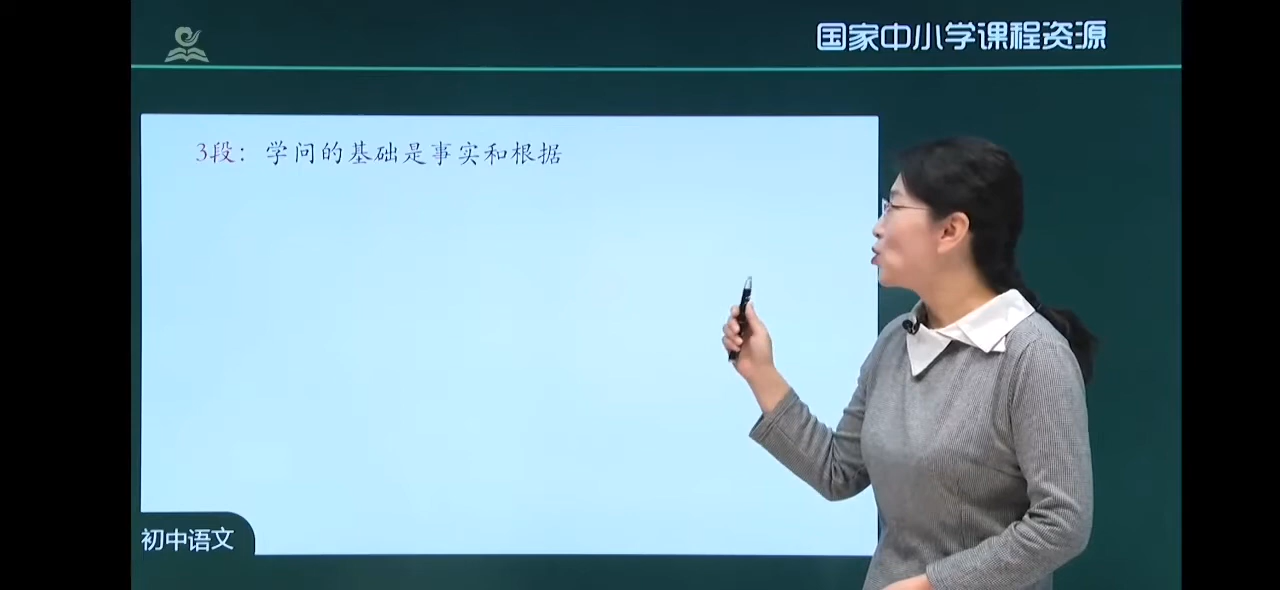 国家中小学课程资源
3段：学问的基础是事实和根据
初中语文